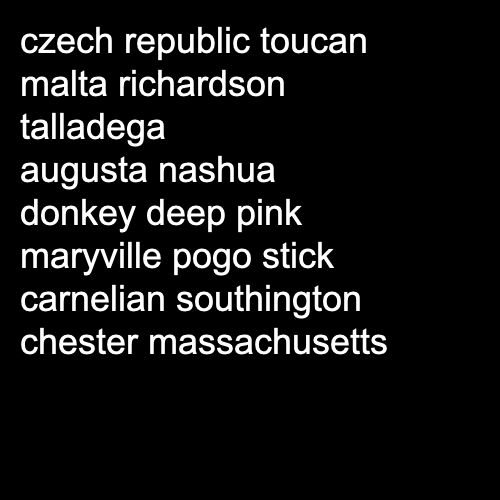 czech republic toucan
malta richardson
talladega
augusta nashua
donkey deep pink
maryville pogo stick
carnelian southington
chester massachusetts